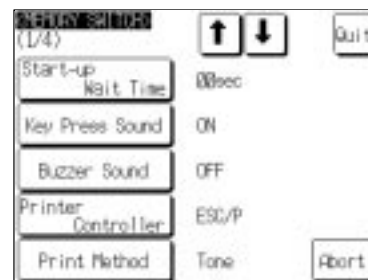 (MEMORY SWITCH)
(1/4)
Quit
Start-up
Wait Time
00sec
Key Press Sound
ON
Buzzer Sound
OFF
Printer
Controller
ESC/P
Print Method
Tone
Abort